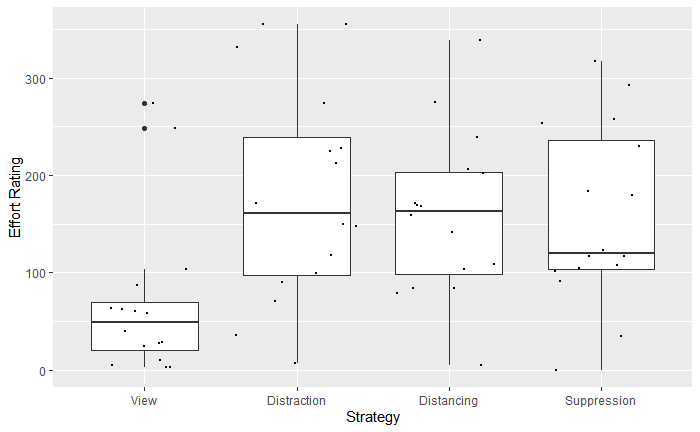 Effort Rating
300
200
100
0
View Distraction Distancing Suppression
Strategy